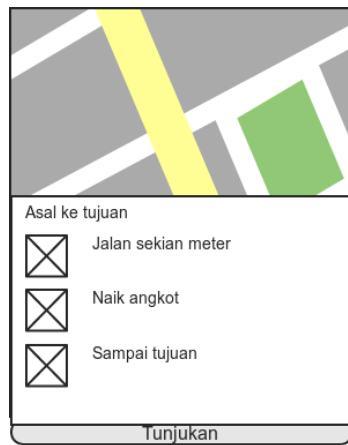 Asal ke tujuan
Jalan sekian meter
Naik angkot
Sampai tujuan
Tunjukan